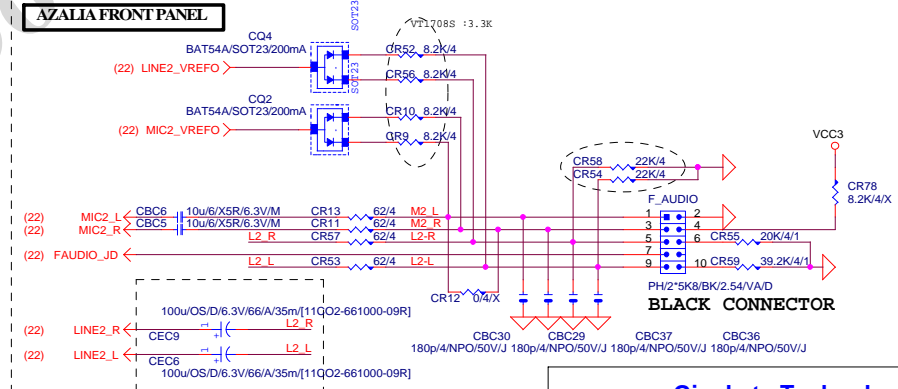 AZALIA FRONT PANEL
SOT23
VT1708S :3.3K
CQ4
BAT54A/SOT23/200mA
CR52 8.2K/4
(22) LINE2_VREFO
SOT23
CR56 8.2K/4
CQ2
BAT54A/SOT23/200mA
CR10 8.2K/4
(22) MIC2_VREFO
CR9 8.2K/4
VCC3
CR58 22K/4
CR54 22K/4
CR78
8.2K/4/X
F_AUDIO
(22) MIC2_L CBC6 10u/6/X5R/6.3V/M CR13 62/4 M2_L 1 2
(22) MIC2_R CBC5 10u/6/X5R/6.3V/M CR11 62/4 M2_R 3 4
L2_R CR57 62/4 L2-R 5 6 CR55 20K/4/1
(22) FAUDIO_JD 7
L2_L CR53 62/4 L2-L 9 10 CR59 39.2K/4/1
PH/2*5K8/BK/2.54/VA/D
BLACK CONNECTOR
CR12 0/4/X
100u/OS/D/6.3V/66/A/35m/[11CO2-661000-09R]
(22) LINE2_R 1 + L2_R
CEC9
(22) LINE2_L 1 + L2_L
CEC6
100u/OS/D/6.3V/66/A/35m/[11CO2-661000-09R]
CBC30 CBC29 CBC37 CBC36
180p/4/NPO/50V/J 180p/4/NPO/50V/J 180p/4/NPO/50V/J 180p/4/NPO/50V/J